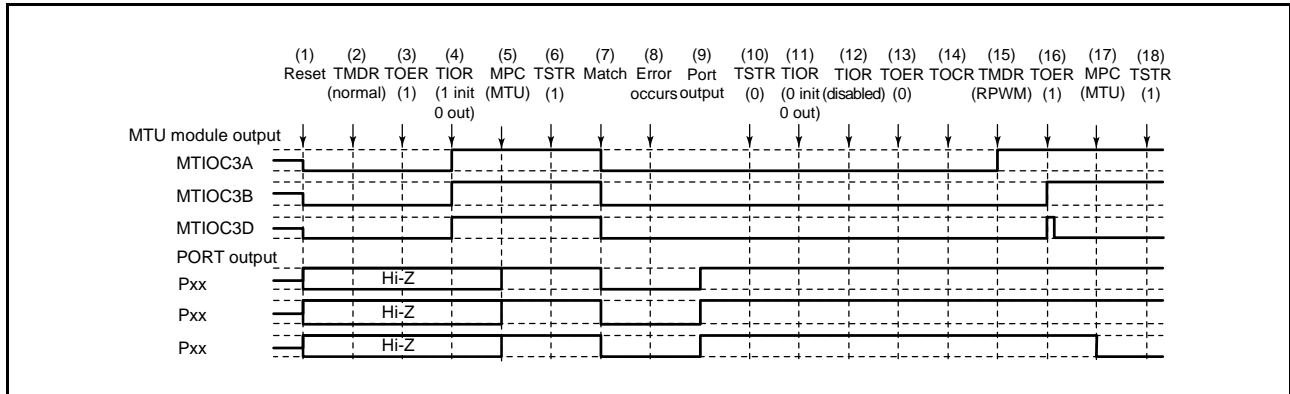 (1) (2) (3) (4) (5) (6) (7) (8) (9) (10) (11) (12) (13) (14) (15) (16) (17) (18)
Reset TMDR TOER TIOR MPC TSTR Match Error Port TSTR TIOR TIOR TOER TOCR TMDR TOER MPC TSTR
(normal) (1) (1 init (MTU) (1) occurs output (0) (0 init (disabled) (0) (RPWM) (1) (MTU) (1)
0 out) 0 out)
MTU module output
MTIOC3A
MTIOC3B
MTIOC3D
PORT output
Pxx Hi-Z
Pxx Hi-Z
Pxx Hi-Z